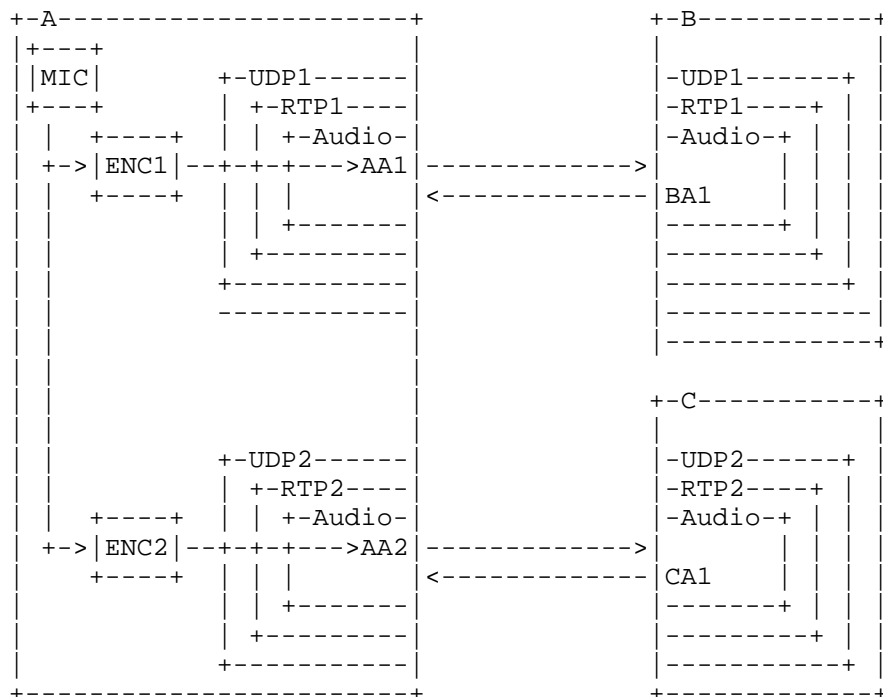 +-A---------------------+             +-B-----------+
|+---+                  |             |             |
||MIC|       +-UDP1-----|             |-UDP1------+ |
|+---+       | +-RTP1---|             |-RTP1----+ | |
| |  +----+  | | +-Audio-|             |-Audio-+ | | |
| +->|ENC1|--+-+-+--->AA1|------------>|       | | | |
| |  +----+  | | |       |<------------|BA1    | | | |
| |          | | +-------|             |-------+ | | |
| |          | +---------|             |---------+ | |
| |          +-----------|             |-----------+ |
| |          ------------|             |-------------|
| |                      |             |-------------+
| |                      |
| |                      |             +-C-----------+
| |                      |             |             |
| |          +-UDP2------|             |-UDP2------+ |
| |          | +-RTP2----|             |-RTP2----+ | |
| |  +----+  | | +-Audio-|             |-Audio-+ | | |
| +->|ENC2|--+-+-+--->AA2|------------>|       | | | |
|    +----+  | | |       |<------------|CA1    | | | |
|            | | +-------|             |-------+ | | |
|            | +---------|             |---------+ | |
|            +-----------|             |-----------+ |
+------------------------+             +-------------+